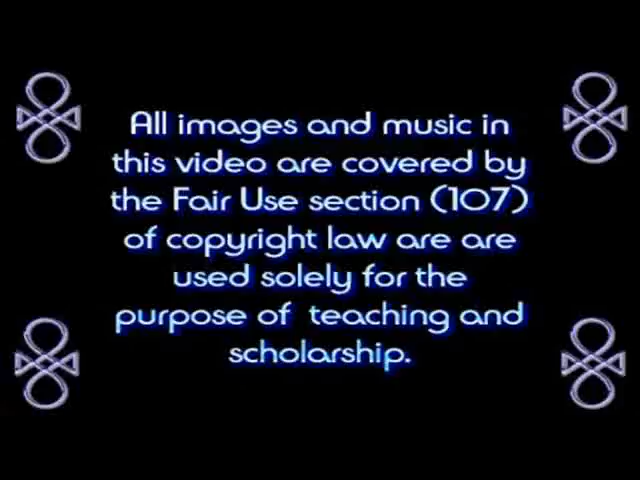 All images and music in
this video are covered by
the Fair Use section (107)
of copyright law are are
used solely for the
purpose of teaching and
scholarship.